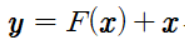 y = F(x) + x